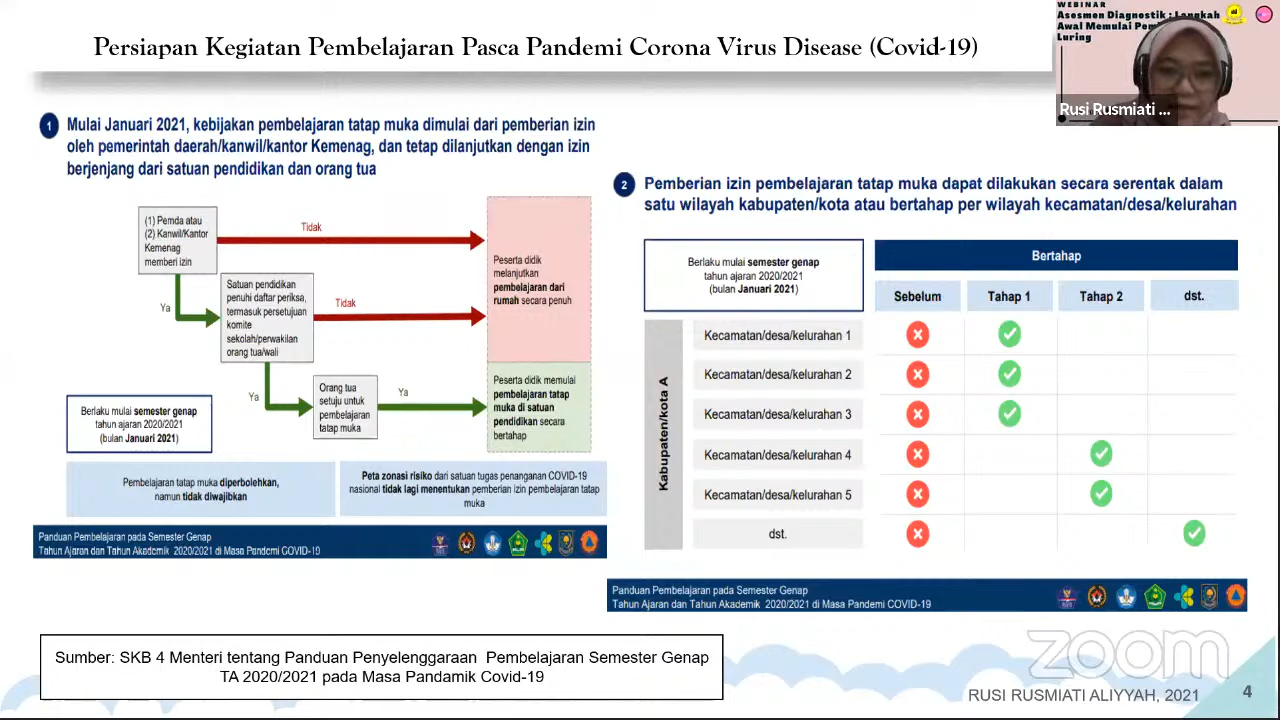 Persiapan Kegiatan Pembelajaran Pasca Pandemi Corona Virus Disease (Covid-19)
WEBINAR
Asesmen Diagnostik : Langkah
Awal Memulai
Luring
Rusi Rusmiati ...
1
Mulai Januari 2021, kebijakan pembelajaran tatap muka dimulai dari pemberian izin
oleh pemerintah daerah/kanwil/kantor Kemenag, dan tetap dilanjutkan dengan izin
berjenjang dari satuan pendidikan dan orang tua
(1) Pemda atau
(2) Kanwil/Kantor
Kemenag
memberi izin
Tidak
Ya
Satuan pendidikan
penuhi daftar periksa,
termasuk persetujuan
komite
sekolah/perwakilan
orang tua/wali
Tidak
Ya
Orang tua
setuju untuk
pembelajaran
tatap muka
Ya
Peserta didik
melanjutkan
pembelajaran dari
rumah secara penuh
Peserta didik memulai
pembelajaran tatap
muka di satuan
pendidikan secara
bertahap
Berlaku mulai semester genap
tahun ajaran 2020/2021
(bulan Januari 2021)
Pembelajaran tatap muka diperbolehkan,
namun tidak diwajibkan
Peta zonasi risiko dari satuan tugas penanganan COVID-19
nasional tidak lagi menentukan pemberian izin pembelajaran tatap
muka
Panduan Pembelajaran pada Semester Genap
Tahun Ajaran dan Tahun Akademik 2020/2021 di Masa Pandemi COVID-19
2
Pemberian izin pembelajaran tatap muka dapat dilakukan secara serentak dalam
satu wilayah kabupaten/kota atau bertahap per wilayah kecamatan/desa/kelurahan
Berlaku mulai semester genap
tahun ajaran 2020/2021
(bulan Januari 2021)
Bertahap
Sebelum Tahap 1 Tahap 2 dst.
Kabupaten/kota A
Kecamatan/desa/kelurahan 1
Kecamatan/desa/kelurahan 2
Kecamatan/desa/kelurahan 3
Kecamatan/desa/kelurahan 4
Kecamatan/desa/kelurahan 5
dst.
Panduan Pembelajaran pada Semester Genap
Tahun Ajaran dan Tahun Akademik 2020/2021 di Masa Pandemi COVID-19
Sumber: SKB 4 Menteri tentang Panduan Penyelenggaraan Pembelajaran Semester Genap
TA 2020/2021 pada Masa Pandamik Covid-19
zoom
RUSI RUSMIATI ALIYYAH, 2021
4